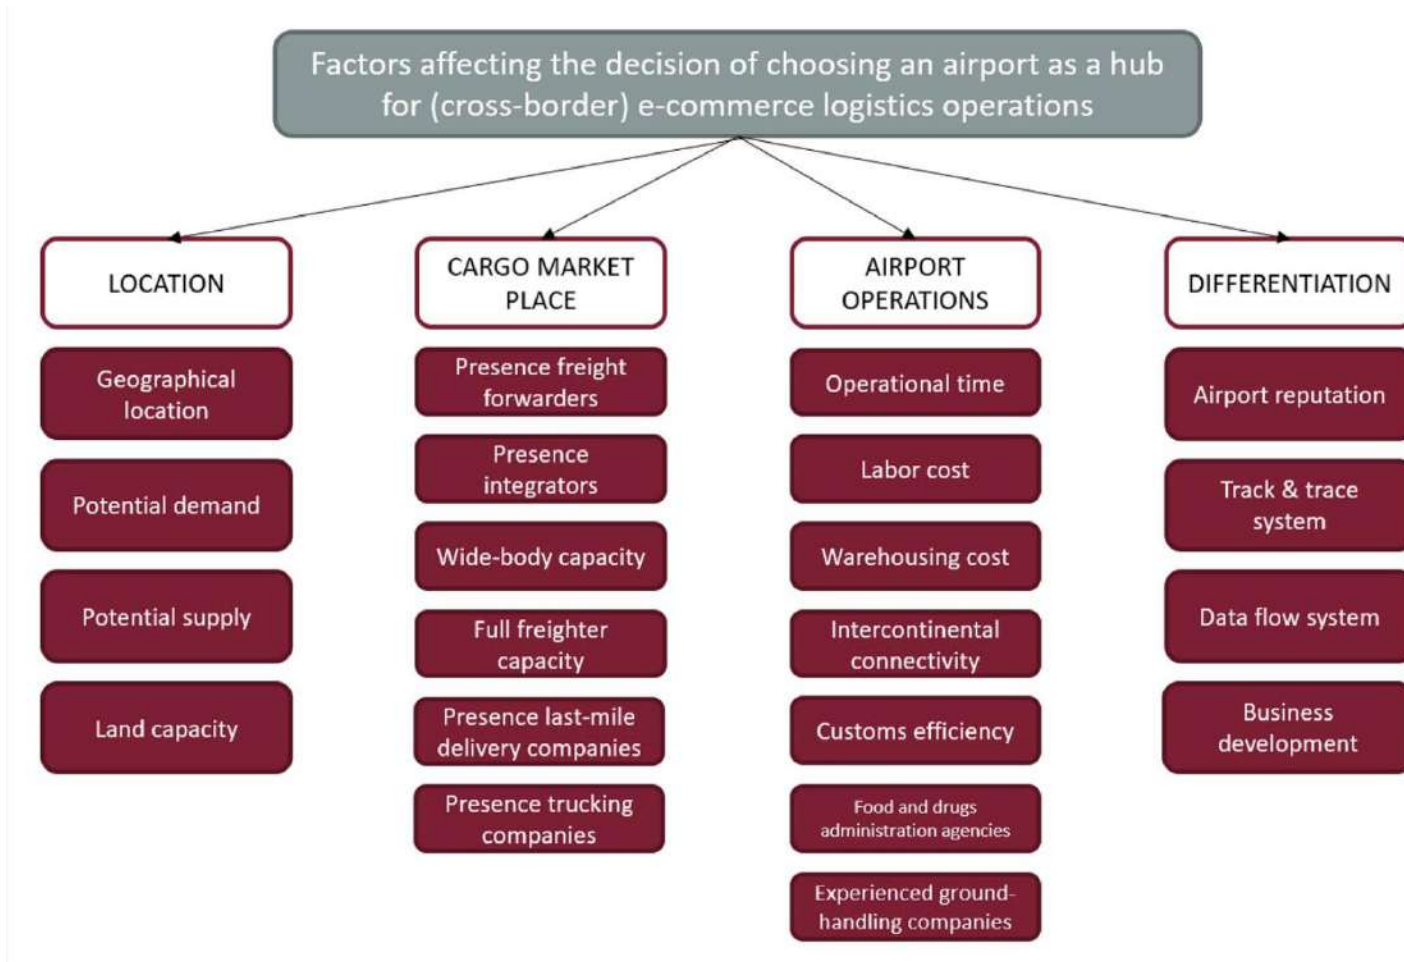 Factors affecting the decision of choosing an airport as a hub
for (cross-border) e-commerce logistics operations
LOCATION
Geographical
location
Potential demand
Potential supply
Land capacity
CARGO MARKET
PLACE
Presence freight
forwarders
Presence
integrators
Wide-body capacity
Full freighter
capacity
Presence last-mile
delivery companies
Presence trucking
companies
AIRPORT
OPERATIONS
Operational time
Labor cost
Warehousing cost
Intercontinental
connectivity
Customs efficiency
Food and drugs
administration agencies
Experienced ground-
handling companies
DIFFERENTIATION
Airport reputation
Track & trace
system
Data flow system
Business
development